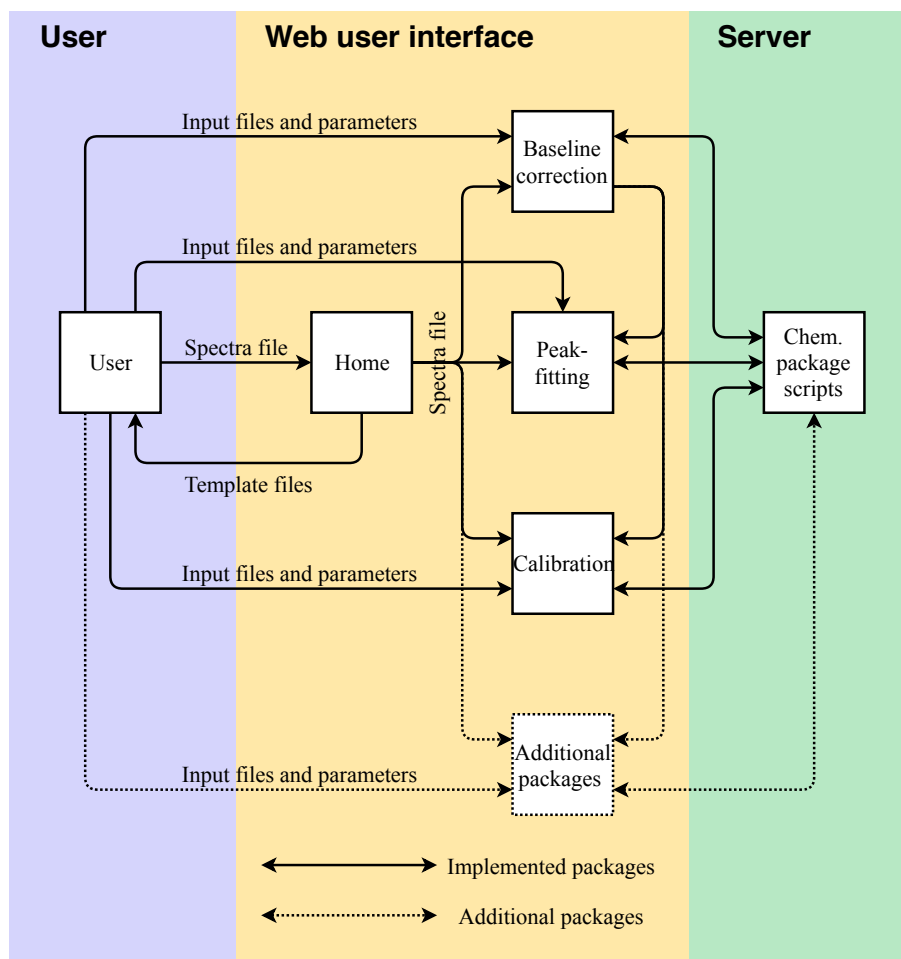 User
Web user interface
Server
Input files and parameters
Baseline
correction
Input files and parameters
User
Spectra file
Home
Spectra file
Peak-
fitting
Chem.
package
scripts
Template files
Input files and parameters
Calibration
Input files and parameters
Additional
packages
Implemented packages
Additional packages